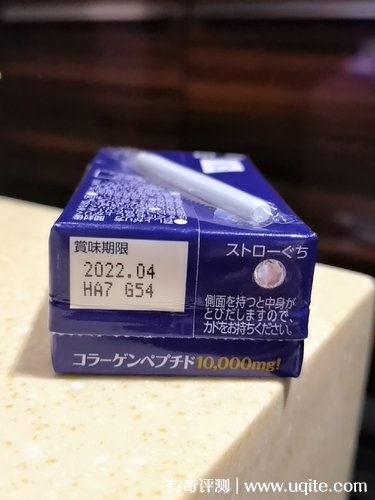 賞味期限
2022.04
HA7 G54
ストローぐち
側面を持つと中身が
とびだしますので、
カドをお持ちください。
コラーゲンペプチド10,000mg!
有奇评测 | www.uqite.com